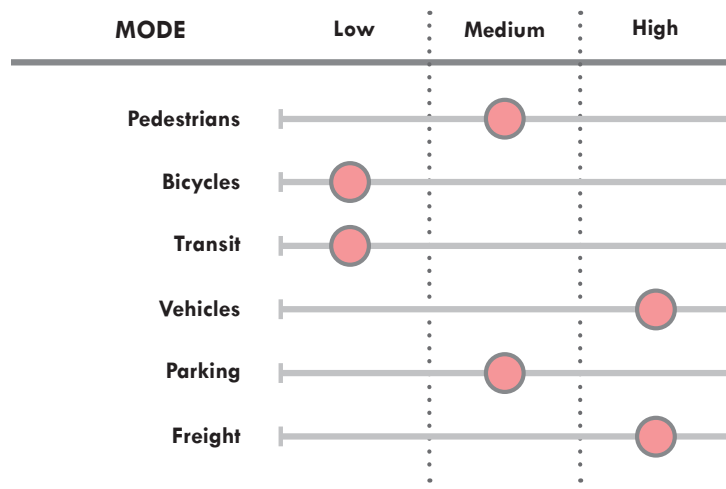 MODE Low Medium High
Pedestrians
Bicycles
Transit
Vehicles
Parking
Freight